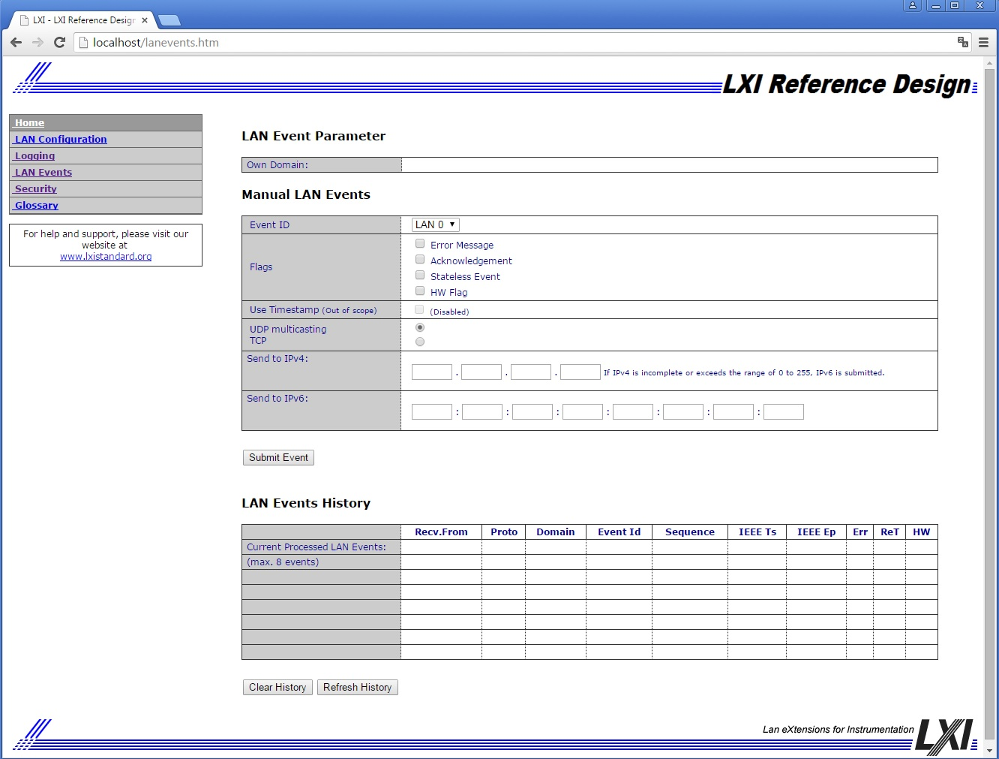 LXI - LXI Reference Design
localhost/lanevents.htm
LXI Reference Design
Home
LAN Configuration
Logging
LAN Events
Security
Glossary
For help and support, please visit our
website at
www.lxistandard.org
LAN Event Parameter
Own Domain:
Manual LAN Events
Event ID LAN 0
Flags
Error Message
Acknowledgement
Stateless Event
HW Flag
Use Timestamp (Out of scope) (Disabled)
UDP multicasting
TCP
Send to IPv4:
. . . If IPv4 is incomplete or exceeds the range of 0 to 255, IPv6 is submitted.
Send to IPv6:
: : : : : : :
Submit Event
LAN Events History
Recv.From Proto Domain Event Id Sequence IEEE Ts IEEE Ep Err ReT HW
Current Processed LAN Events:
(max. 8 events)
Clear History Refresh History
Lan eXtensions for Instrumentation LXI